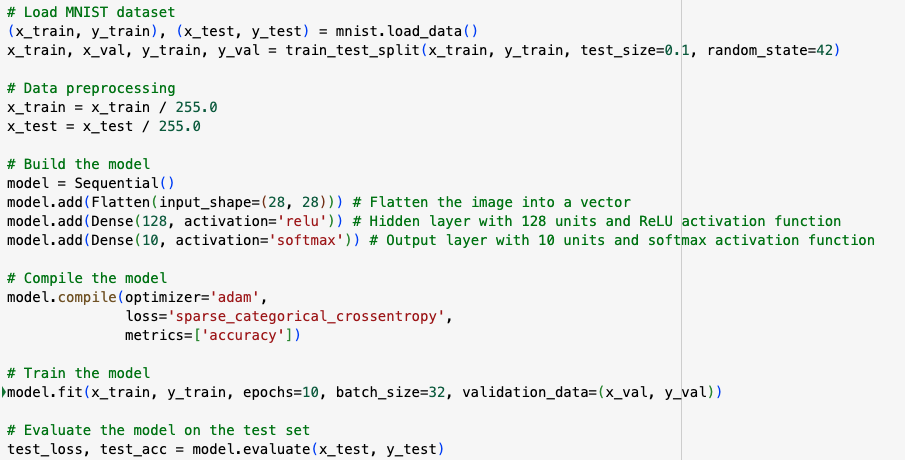 # Load MNIST dataset
(x_train, y_train), (x_test, y_test) = mnist.load_data()
x_train, x_val, y_train, y_val = train_test_split(x_train, y_train, test_size=0.1, random_state=42)
# Data preprocessing
x_train = x_train / 255.0
x_test = x_test / 255.0
# Build the model
model = Sequential()
model.add(Flatten(input_shape=(28, 28))) # Flatten the image into a vector
model.add(Dense(128, activation='relu')) # Hidden layer with 128 units and ReLU activation function
model.add(Dense(10, activation='softmax')) # Output layer with 10 units and softmax activation function
# Compile the model
model.compile(optimizer='adam',
              loss='sparse_categorical_crossentropy',
              metrics=['accuracy'])
# Train the model
model.fit(x_train, y_train, epochs=10, batch_size=32, validation_data=(x_val, y_val))
# Evaluate the model on the test set
test_loss, test_acc = model.evaluate(x_test, y_test)